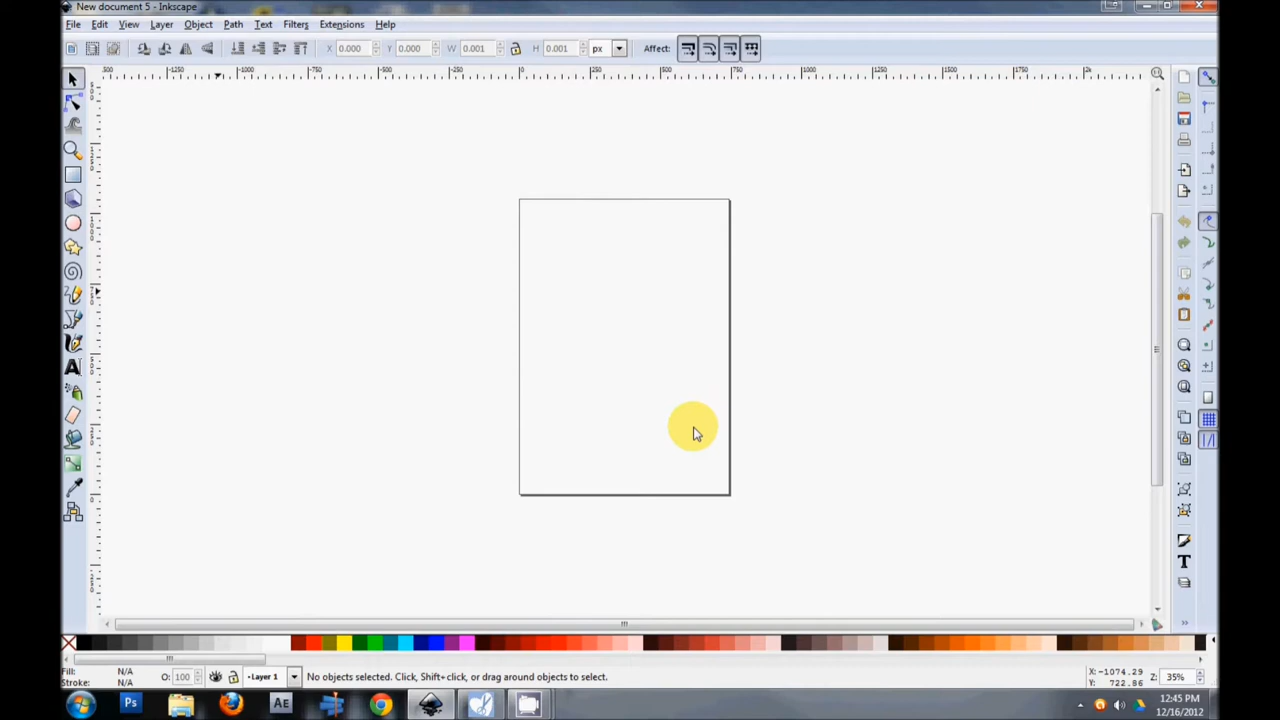 New document 5 - Inkscape
File Edit View Layer Object Path Text Filters Extensions Help
X 0.000 Y 0.000 W 0.001 H 0.001 px Affect:
Fill: N/A O: 100 Layer 1 No objects selected. Click, Shift+click, or drag around objects to select. X:-1074.29 Z: 35%
Stroke: N/A Y: 722.86
Ps AE 12:45 PM
12/16/2012